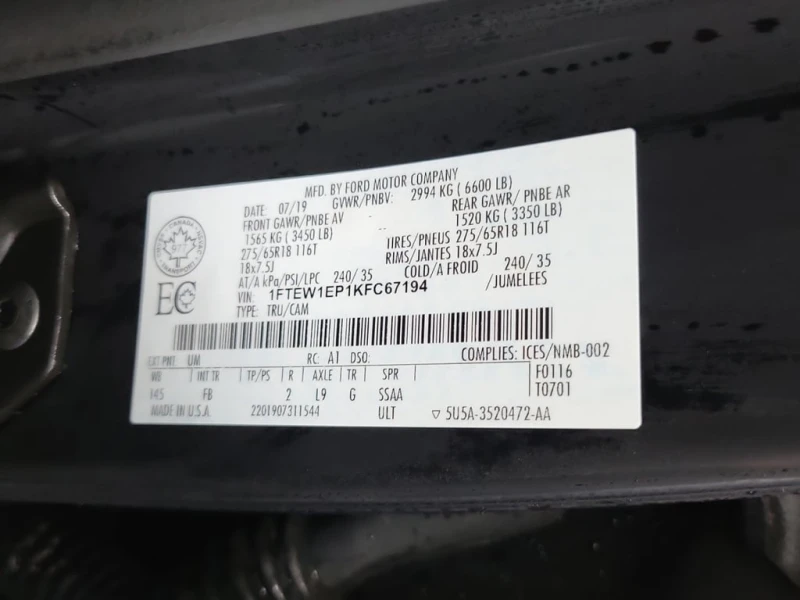 MFD. BY FORD MOTOR COMPANY
DATE: 07/19 GVWR/PNBV: 2994 KG ( 6600 LB)
FRONT GAWR/PNBE AV REAR GAWR/ PNBE AR
1565 KG ( 3450 LB) 1520 KG ( 3350 LB)
275/65R18 116T TIRES/PNEUS 275/65R18 116T
18x7.5J RIMS/JANTES 18x7.5J
AT/A kPa/PSI/LPC 240/ 35 COLD/A FROID 240/ 35
VIN: 1FTEW1EP1KFC67194 /JUMELEES
TYPE: TRU/CAM
CANADA
TRANSPORT
EC
EXT PNT: UM RC: A1 DSO: COMPLIES: ICES/NMB-002
WB INT TR TP/PS R AXLE TR SPR F0116
145 FB 2 L9 G SSAA T0701
MADE IN U.S.A. 2201907311544 ULT ▽ 5U5A-3520472-AA